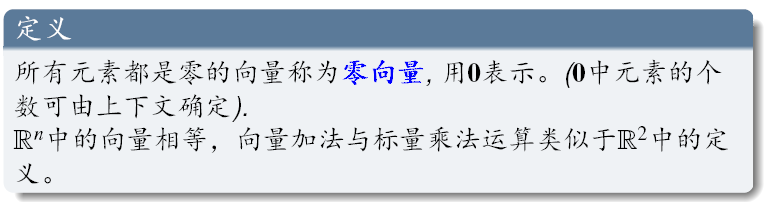 定义
所有元素都是零的向量称为零向量, 用0表示。(0中元素的个
数可由上下文确定).
ℝⁿ中的向量相等，向量加法与标量乘法运算类似于ℝ²中的定
义。